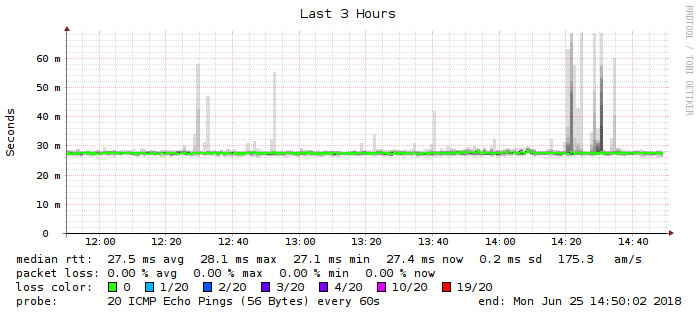 Last 3 Hours
RRDTOOL / TOBI OETIKER
Seconds
60 m
50 m
40 m
30 m
20 m
10 m
0
12:00 12:20 12:40 13:00 13:20 13:40 14:00 14:20 14:40
median rtt: 27.5 ms avg 28.1 ms max 27.1 ms min 27.4 ms now 0.2 ms sd 175.3 am/s
packet loss: 0.00 % avg 0.00 % max 0.00 % min 0.00 % now
loss color: 0 1/20 2/20 3/20 4/20 10/20 19/20
probe: 20 ICMP Echo Pings (56 Bytes) every 60s end: Mon Jun 25 14:50:02 2018